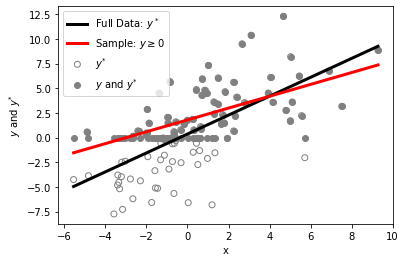 Full Data: y*
Sample: y ≥ 0
y*
y and y*
12.5
10.0
7.5
5.0
2.5
0.0
−2.5
−5.0
−7.5
y and y*
−6 −4 −2 0 2 4 6 8 10
x